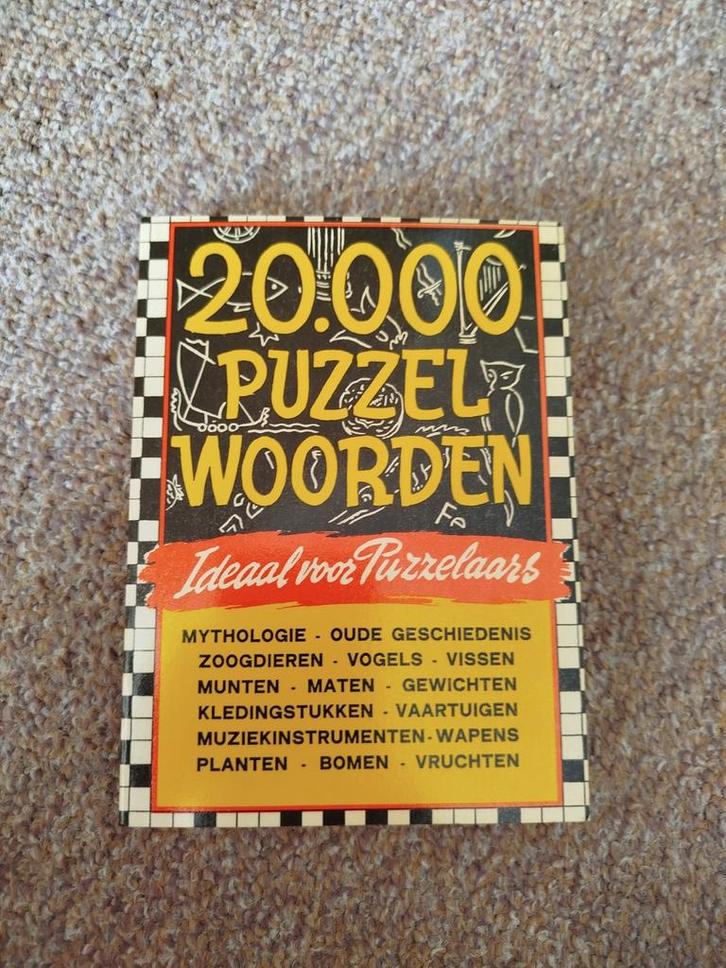 20.000
PUZZEL
WOORDEN
Fe
Ideaal voor Puzzelaars
MYTHOLOGIE - OUDE GESCHIEDENIS
ZOOGDIEREN - VOGELS - VISSEN
MUNTEN - MATEN - GEWICHTEN
KLEDINGSTUKKEN - VAARTUIGEN
MUZIEKINSTRUMENTEN - WAPENS
PLANTEN - BOMEN - VRUCHTEN